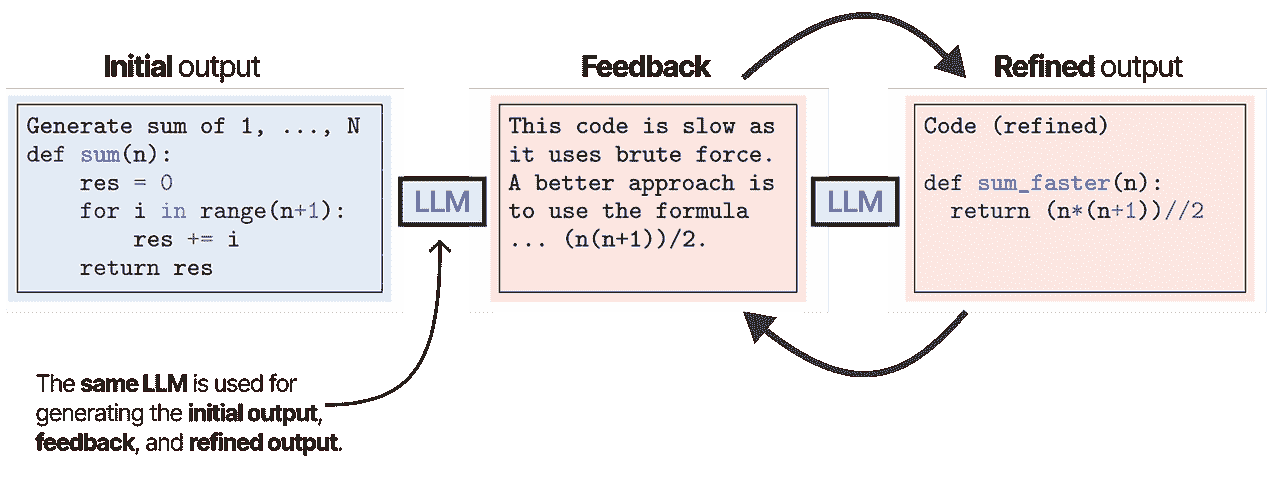 Initial output
Generate sum of 1, ..., N
def sum(n):
    res = 0
    for i in range(n+1):
        res += i
    return res
LLM
Feedback
This code is slow as
it uses brute force.
A better approach is
to use the formula
... (n(n+1))/2.
LLM
Refined output
Code (refined)
def sum_faster(n):
  return (n*(n+1))//2
The same LLM is used for
generating the initial output,
feedback, and refined output.